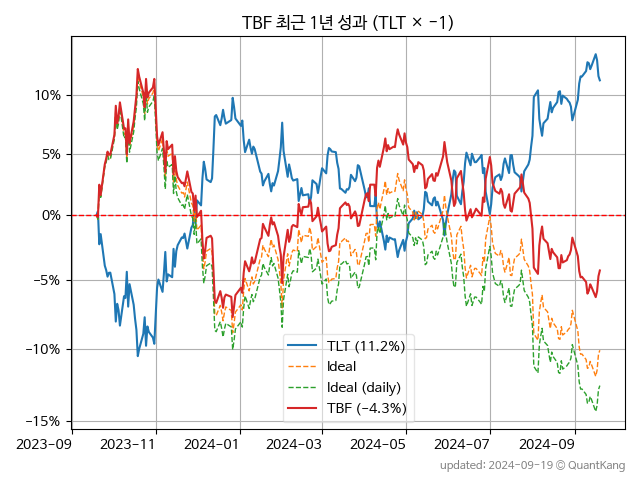 TBF 최근 1년 성과 (TLT × −1)
10%
5%
0%
−5%
−10%
−15%
TLT (11.2%)
Ideal
Ideal (daily)
TBF (−4.3%)
2023-09 2023-11 2024-01 2024-03 2024-05 2024-07 2024-09
updated: 2024-09-19 © QuantKang